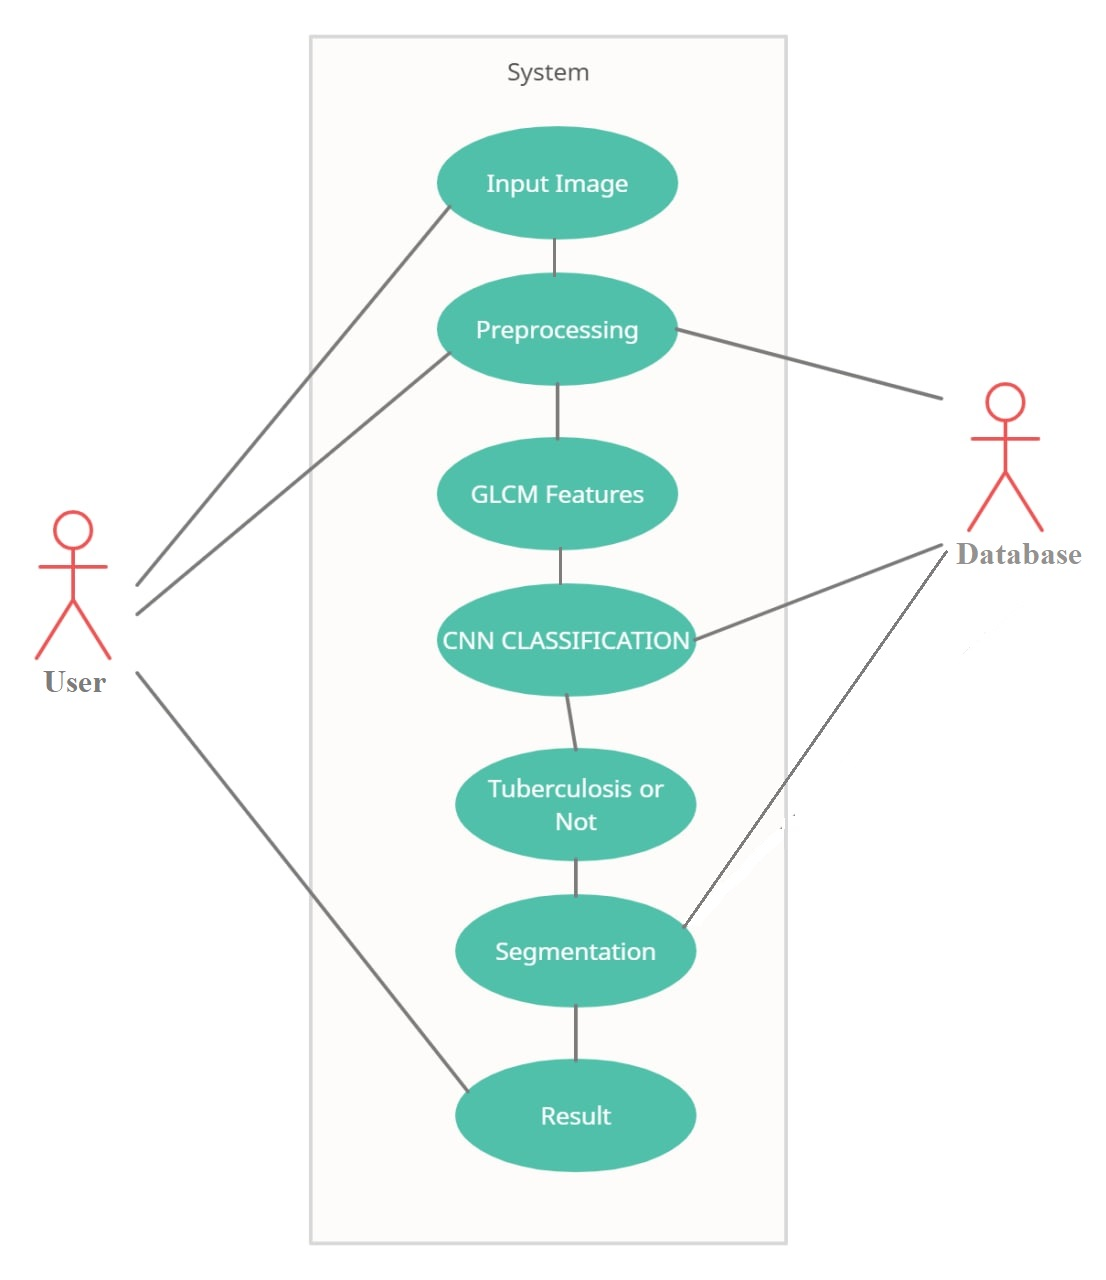 System
Input Image
Preprocessing
GLCM Features
CNN CLASSIFICATION
Tuberculosis or
Not
Segmentation
Result
User
Database